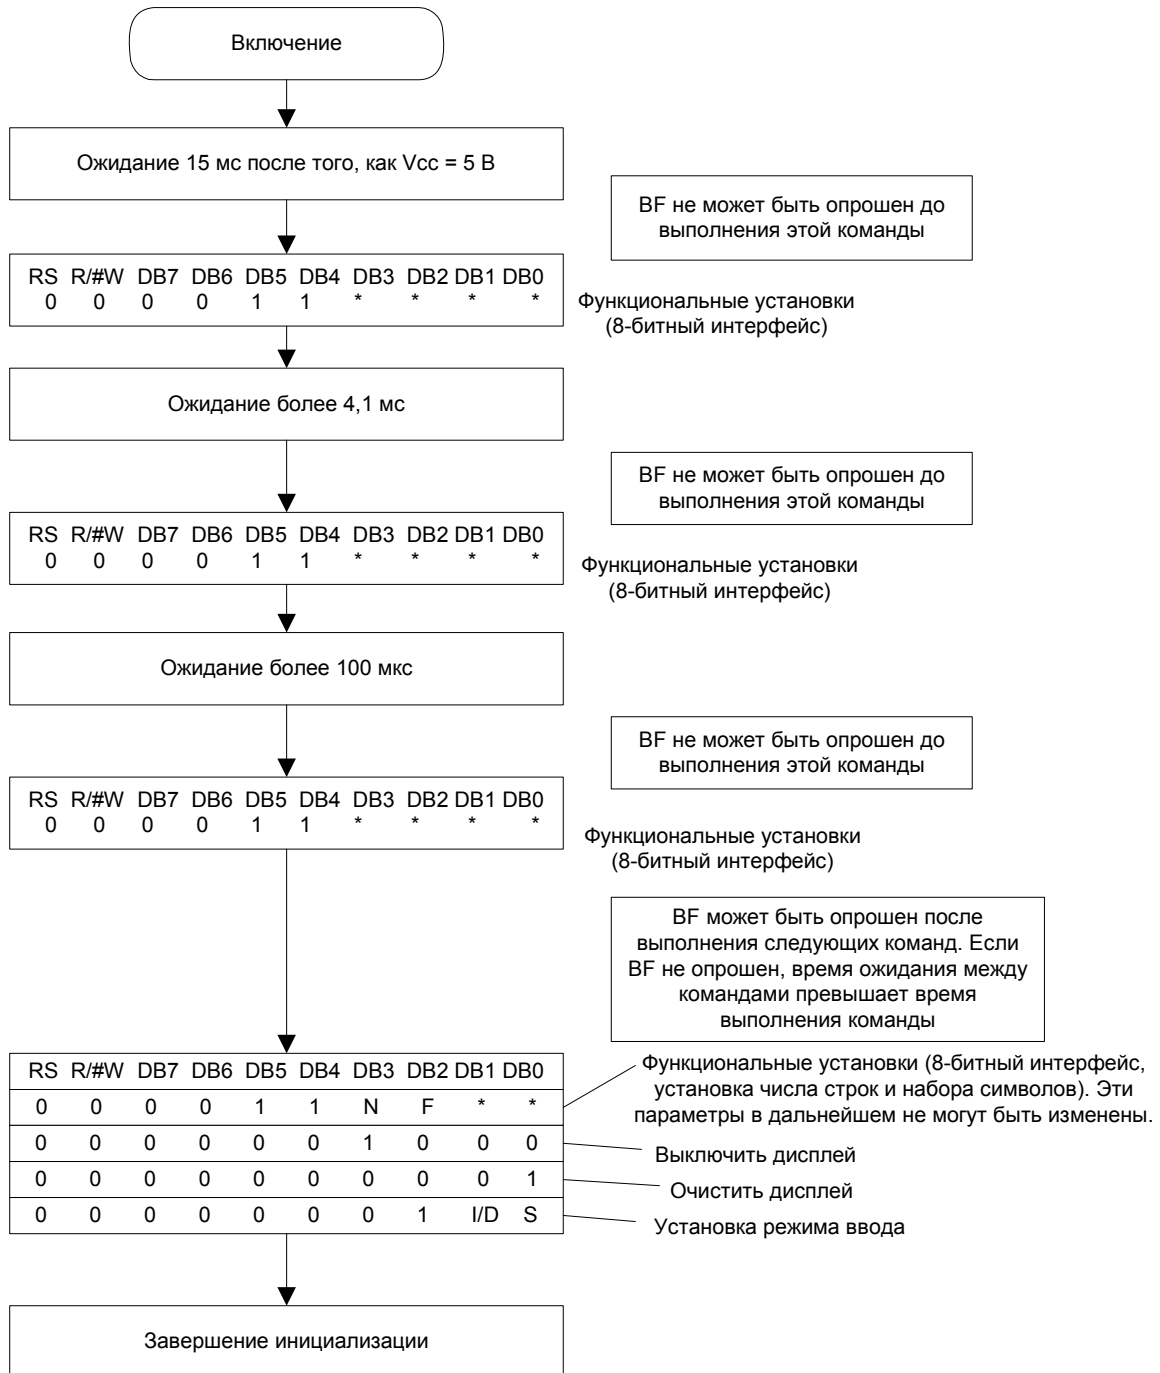 Включение
Ожидание 15 мс после того, как Vcc = 5 В
BF не может быть опрошен до
выполнения этой команды
RS R/#W DB7 DB6 DB5 DB4 DB3 DB2 DB1 DB0
0 0 0 0 1 1 * * * *
Функциональные установки
(8-битный интерфейс)
Ожидание более 4,1 мс
BF не может быть опрошен до
выполнения этой команды
RS R/#W DB7 DB6 DB5 DB4 DB3 DB2 DB1 DB0
0 0 0 0 1 1 * * * *
Функциональные установки
(8-битный интерфейс)
Ожидание более 100 мкс
BF не может быть опрошен до
выполнения этой команды
RS R/#W DB7 DB6 DB5 DB4 DB3 DB2 DB1 DB0
0 0 0 0 1 1 * * * *
Функциональные установки
(8-битный интерфейс)
BF может быть опрошен после
выполнения следующих команд. Если
BF не опрошен, время ожидания между
командами превышает время
выполнения команды
RS R/#W DB7 DB6 DB5 DB4 DB3 DB2 DB1 DB0
0 0 0 0 1 1 N F * *
Функциональные установки (8-битный интерфейс,
установка числа строк и набора символов). Эти
параметры в дальнейшем не могут быть изменены.
0 0 0 0 0 0 1 0 0 0
Выключить дисплей
0 0 0 0 0 0 0 0 0 1
Очистить дисплей
0 0 0 0 0 0 0 1 I/D S
Установка режима ввода
Завершение инициализации